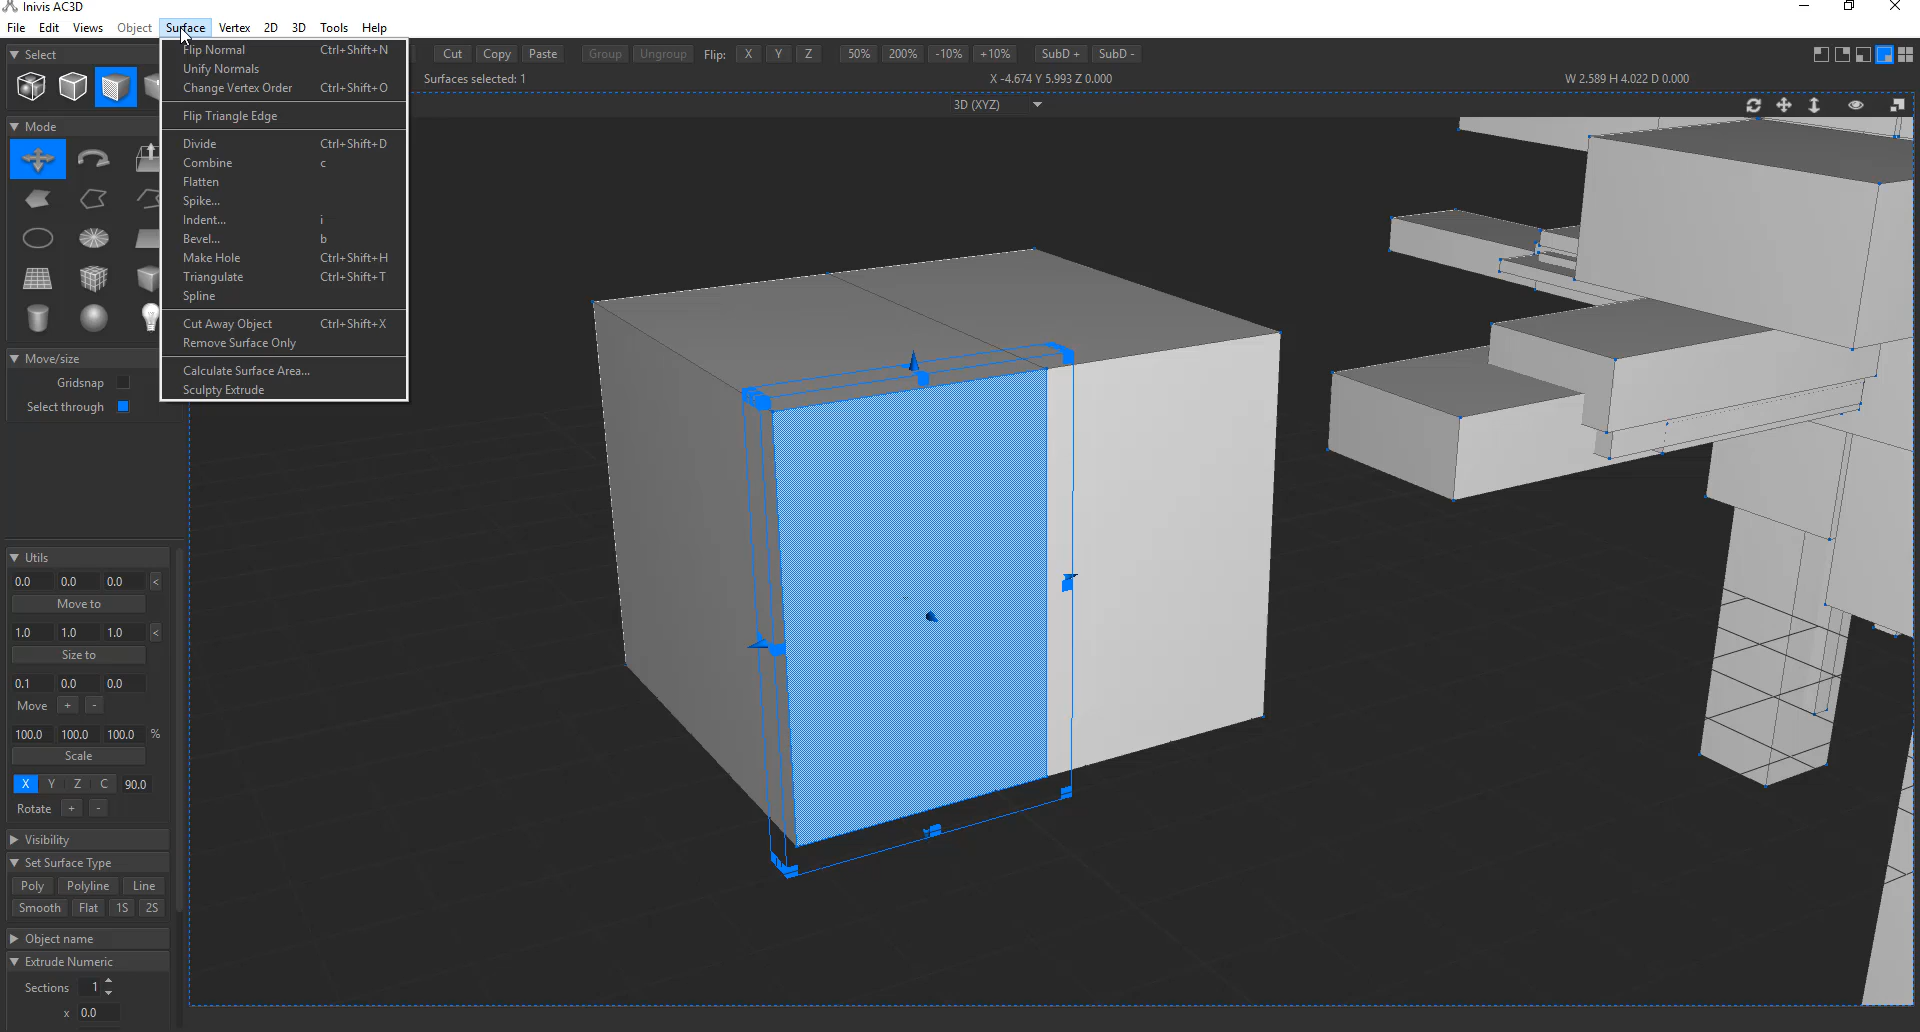 Inivis AC3D
File Edit Views Object Surface Vertex 2D 3D Tools Help
Select
Cut Copy Paste Group Ungroup Flip: X Y Z 50% 200% -10% +10% SubD + SubD -
Surfaces selected: 1
X -4.674 Y 5.993 Z 0.000
W 2.589 H 4.022 D 0.000
3D (XYZ)
Flip Normal Ctrl+Shift+N
Unify Normals
Change Vertex Order Ctrl+Shift+O
Flip Triangle Edge
Divide Ctrl+Shift+D
Combine c
Flatten
Spike...
Indent... i
Bevel... b
Make Hole Ctrl+Shift+H
Triangulate Ctrl+Shift+T
Spline
Cut Away Object Ctrl+Shift+X
Remove Surface Only
Calculate Surface Area...
Sculpty Extrude
Mode
Move/size
Gridsnap
Select through
Utils
0.0 0.0 0.0 <
Move to
1.0 1.0 1.0 <
Size to
0.1 0.0 0.0
Move + -
100.0 100.0 100.0 %
Scale
X Y Z C 90.0
Rotate + -
Visibility
Set Surface Type
Poly Polyline Line
Smooth Flat 1S 2S
Object name
Extrude Numeric
Sections 1
x 0.0